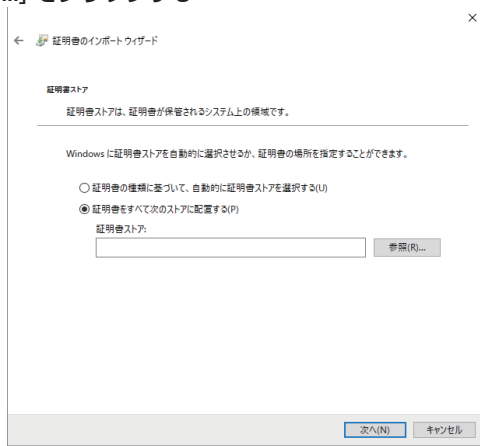 をクリックする
証明書のインポート ウィザード
証明書ストア
証明書ストアは、証明書が保管されるシステム上の領域です。
Windows に証明書ストアを自動的に選択させるか、証明書の場所を指定することができます。
証明書の種類に基づいて、自動的に証明書ストアを選択する(U)
証明書をすべて次のストアに配置する(P)
証明書ストア:
参照(R)...
次へ(N) キャンセル